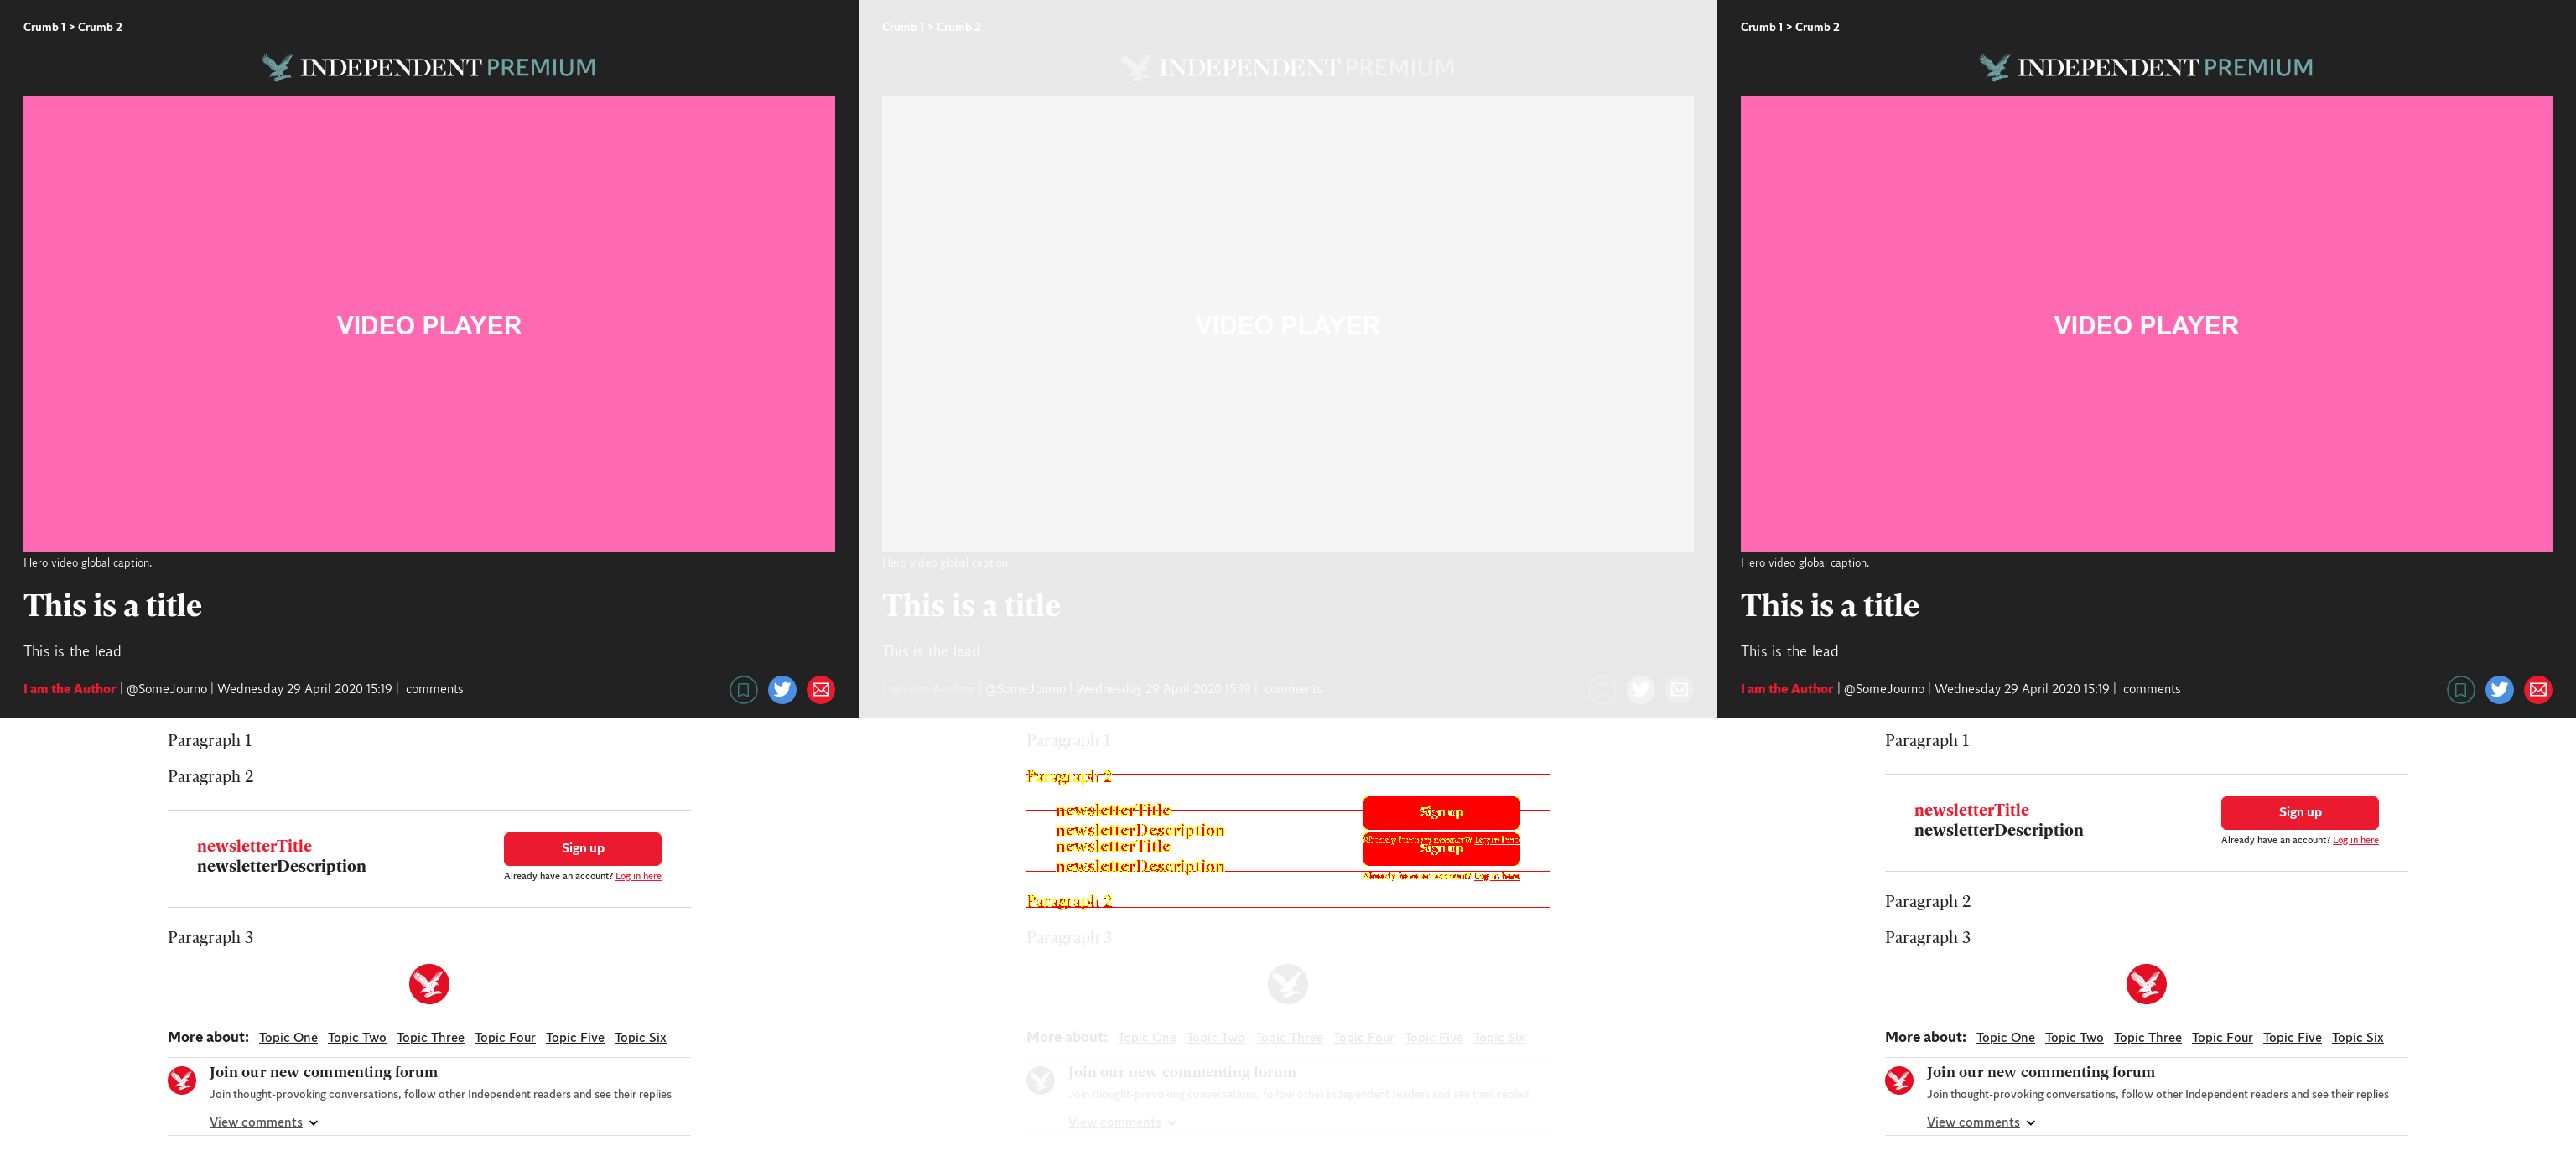 Crumb 1 > Crumb 2
INDEPENDENT PREMIUM
VIDEO PLAYER
Hero video global caption.
This is a title
This is the lead
I am the Author | @SomeJourno | Wednesday 29 April 2020 15:19 | comments
Paragraph 1
Paragraph 2
newsletterTitle
newsletterDescription
Sign up
Already have an account? Log in here
Paragraph 3
More about: Topic One Topic Two Topic Three Topic Four Topic Five Topic Six
Join our new commenting forum
Join thought-provoking conversations, follow other Independent readers and see their replies
View comments
Crumb 1 > Crumb 2
INDEPENDENT PREMIUM
VIDEO PLAYER
Hero video global caption.
This is a title
This is the lead
I am the Author | @SomeJourno | Wednesday 29 April 2020 15:19 | comments
Paragraph 1
Paragraph 2
newsletterTitle
newsletterDescription
Sign up
Already have an account? Log in here
newsletterTitle
newsletterDescription
Sign up
Already have an account? Log in here
Paragraph 2
Paragraph 3
More about: Topic One Topic Two Topic Three Topic Four Topic Five Topic Six
Join our new commenting forum
Join thought-provoking conversations, follow other Independent readers and see their replies
View comments
Crumb 1 > Crumb 2
INDEPENDENT PREMIUM
VIDEO PLAYER
Hero video global caption.
This is a title
This is the lead
I am the Author | @SomeJourno | Wednesday 29 April 2020 15:19 | comments
Paragraph 1
newsletterTitle
newsletterDescription
Sign up
Already have an account? Log in here
Paragraph 2
Paragraph 3
More about: Topic One Topic Two Topic Three Topic Four Topic Five Topic Six
Join our new commenting forum
Join thought-provoking conversations, follow other Independent readers and see their replies
View comments